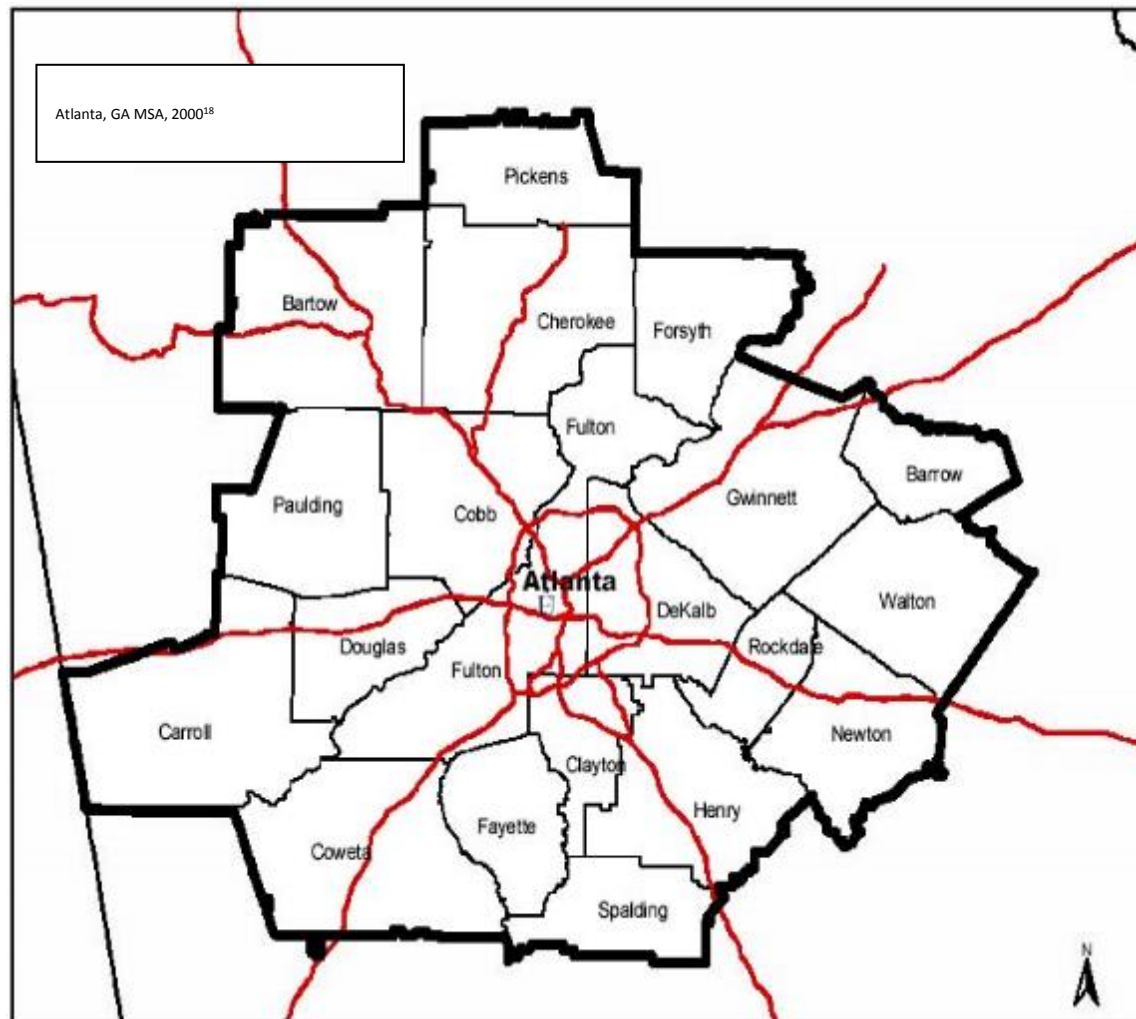 Atlanta, GA MSA, 2000¹⁸
Pickens
Bartow
Cherokee
Forsyth
Fulton
Barrow
Gwinnett
Paulding
Cobb
Atlanta
Walton
DeKalb
Rockdale
Douglas
Fulton
Carroll
Newton
Clayton
Henry
Fayette
Coweta
Spalding
N